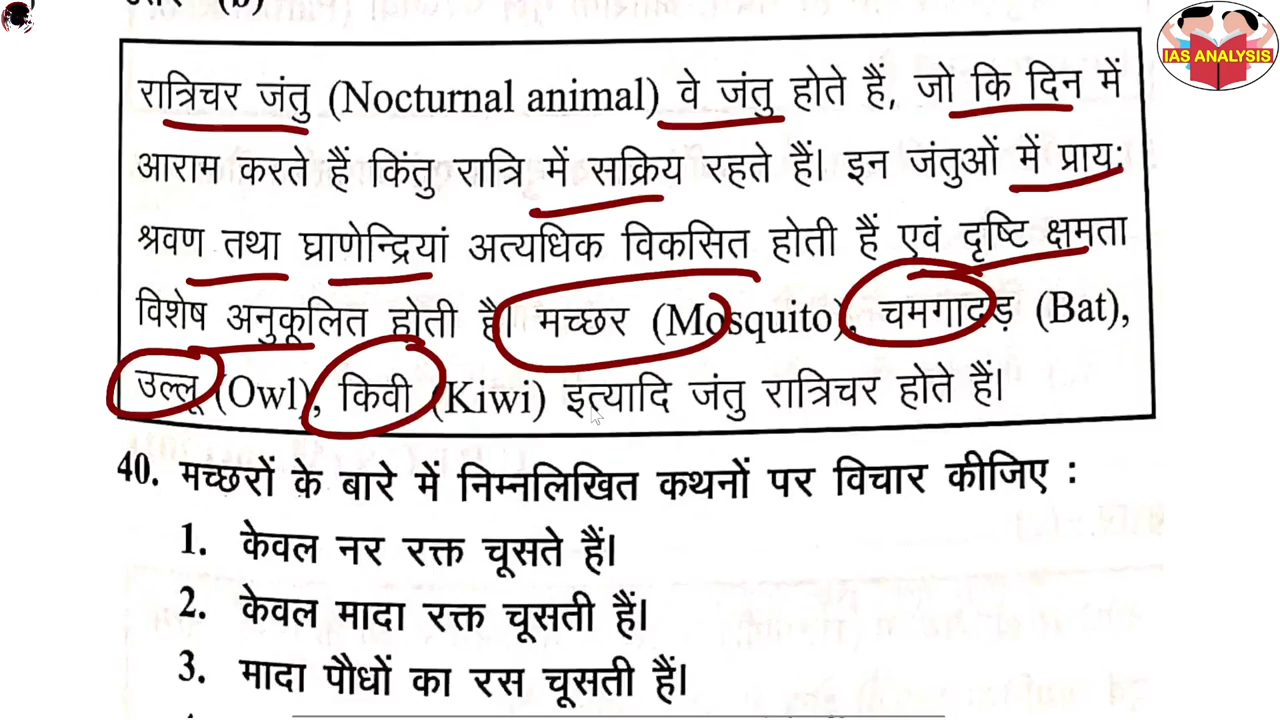 उत्तर—(b)
IAS ANALYSIS
रात्रिचर जंतु (Nocturnal animal) वे जंतु होते हैं, जो कि दिन में
आराम करते हैं किंतु रात्रि में सक्रिय रहते हैं। इन जंतुओं में प्राय:
श्रवण तथा घ्राणेन्द्रियां अत्यधिक विकसित होती हैं एवं दृष्टि क्षमता
विशेष अनुकूलित होती है। मच्छर (Mosquito), चमगादड़ (Bat),
उल्लू (Owl), किवी (Kiwi) इत्यादि जंतु रात्रिचर होते हैं।
40. मच्छरों के बारे में निम्नलिखित कथनों पर विचार कीजिए :
1. केवल नर रक्त चूसते हैं।
2. केवल मादा रक्त चूसती हैं।
3. मादा पौधों का रस चूसती हैं।